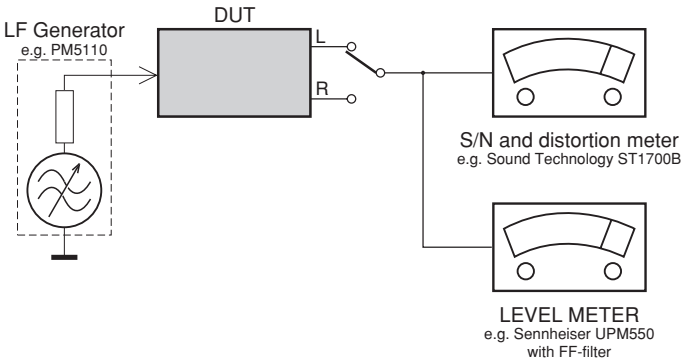 DUT
LF Generator
e.g. PM5110
L
R
S/N and distortion meter
e.g. Sound Technology ST1700B
LEVEL METER
e.g. Sennheiser UPM550
with FF-filter